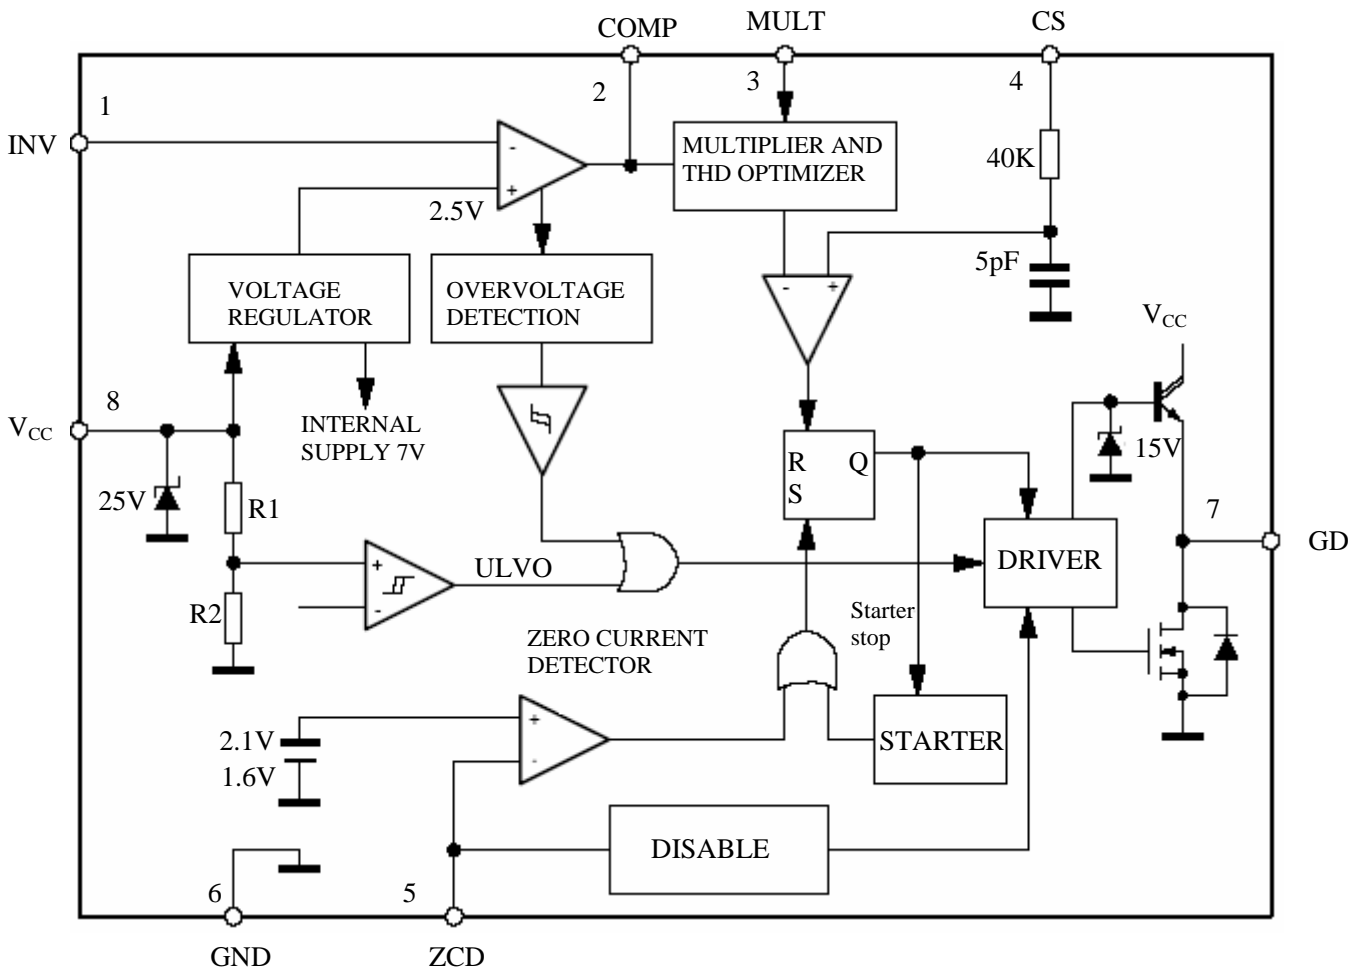 COMP
MULT
CS
1
2
3
4
INV
-
+
2.5V
MULTIPLIER AND
THD OPTIMIZER
40K
5pF
VOLTAGE
REGULATOR
OVERVOLTAGE
DETECTION
-
+
VCC
8
VCC
INTERNAL
SUPPLY 7V
25V
R1
R
Q
S
15V
7
GD
DRIVER
+
-
ULVO
R2
ZERO CURRENT
DETECTOR
Starter
stop
2.1V
1.6V
+
-
STARTER
DISABLE
6
5
GND
ZCD